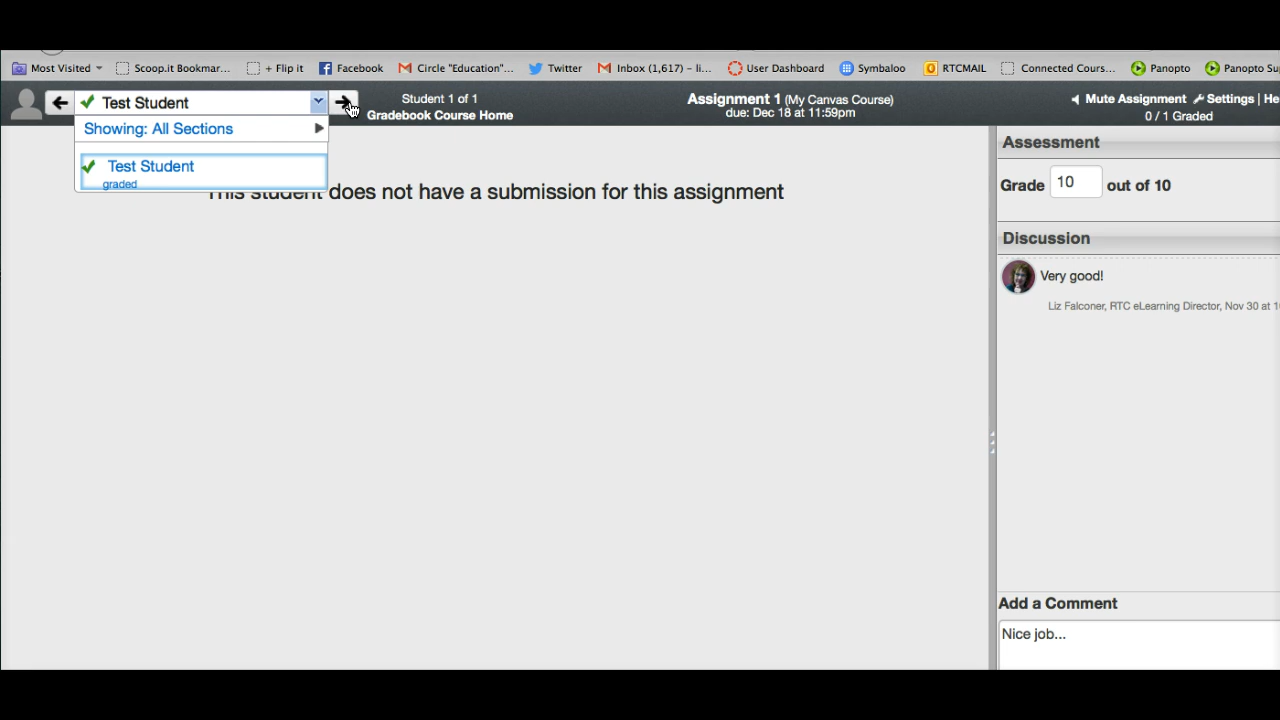 Most Visited
Scoop.it Bookmar...
+ Flip it
Facebook
Circle "Education"...
Twitter
Inbox (1,617) – li...
User Dashboard
Symbaloo
RTCMAIL
Connected Cours...
Panopto
Panopto Su
Test Student
Student 1 of 1
Gradebook Course Home
Assignment 1 (My Canvas Course)
due: Dec 18 at 11:59pm
Mute Assignment Settings | He
0 / 1 Graded
Showing: All Sections
Test Student
graded
This student does not have a submission for this assignment
Assessment
Grade 10 out of 10
Discussion
Very good!
Liz Falconer, RTC eLearning Director, Nov 30 at 1
Add a Comment
Nice job...